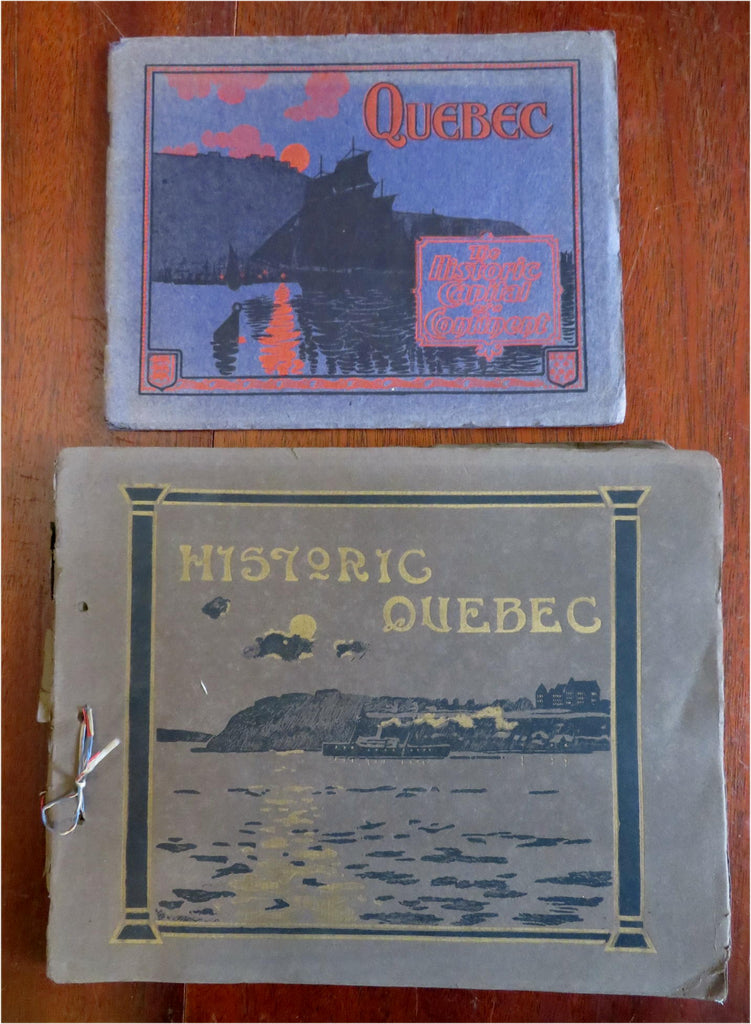 QUEBEC
The
Historic
Capital
of the
Continent
HISTORIC
QUEBEC